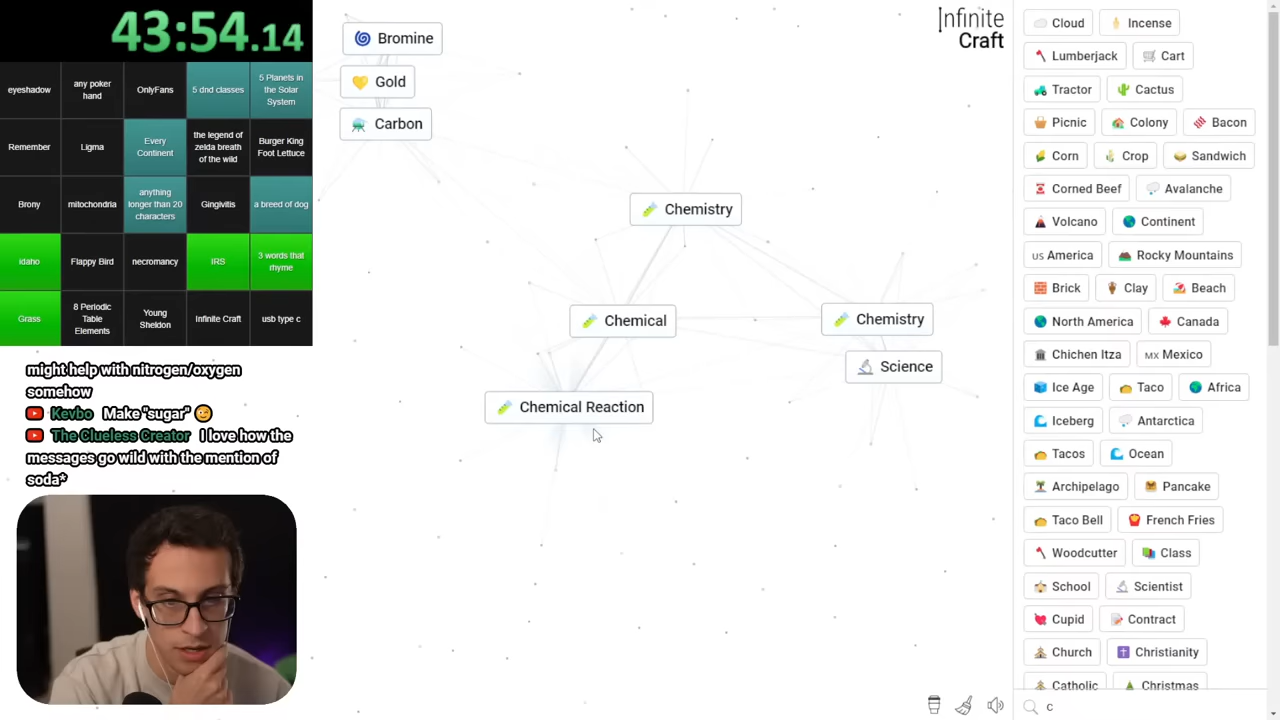 43:54.14
eyeshadow
any poker
hand
OnlyFans
5 dnd classes
5 Planets in
the Solar
System
Remember
Ligma
Every
Continent
the legend of
zelda breath
of the wild
Burger King
Foot Lettuce
Brony
mitochondria
anything
longer than 20
characters
Gingivitis
a breed of dog
idaho
Flappy Bird
necromancy
IRS
3 words that
rhyme
Grass
8 Periodic
Table
Elements
Young
Sheldon
Infinite Craft
usb type c
might help with nitrogen/oxygen
somehow
Kevbo Make "sugar"
The Clueless Creator I love how the
messages go wild with the mention of
soda*
Bromine
Gold
Carbon
Chemistry
Chemical
Chemistry
Science
Chemical Reaction
Infinite
Craft
Cloud Incense
Lumberjack Cart
Tractor Cactus
Picnic Colony Bacon
Corn Crop Sandwich
Corned Beef Avalanche
Volcano Continent
US America Rocky Mountains
Brick Clay Beach
North America Canada
Chichen Itza MX Mexico
Ice Age Taco Africa
Iceberg Antarctica
Tacos Ocean
Archipelago Pancake
Taco Bell French Fries
Woodcutter Class
School Scientist
Cupid Contract
Church Christianity
Catholic Christmas
c